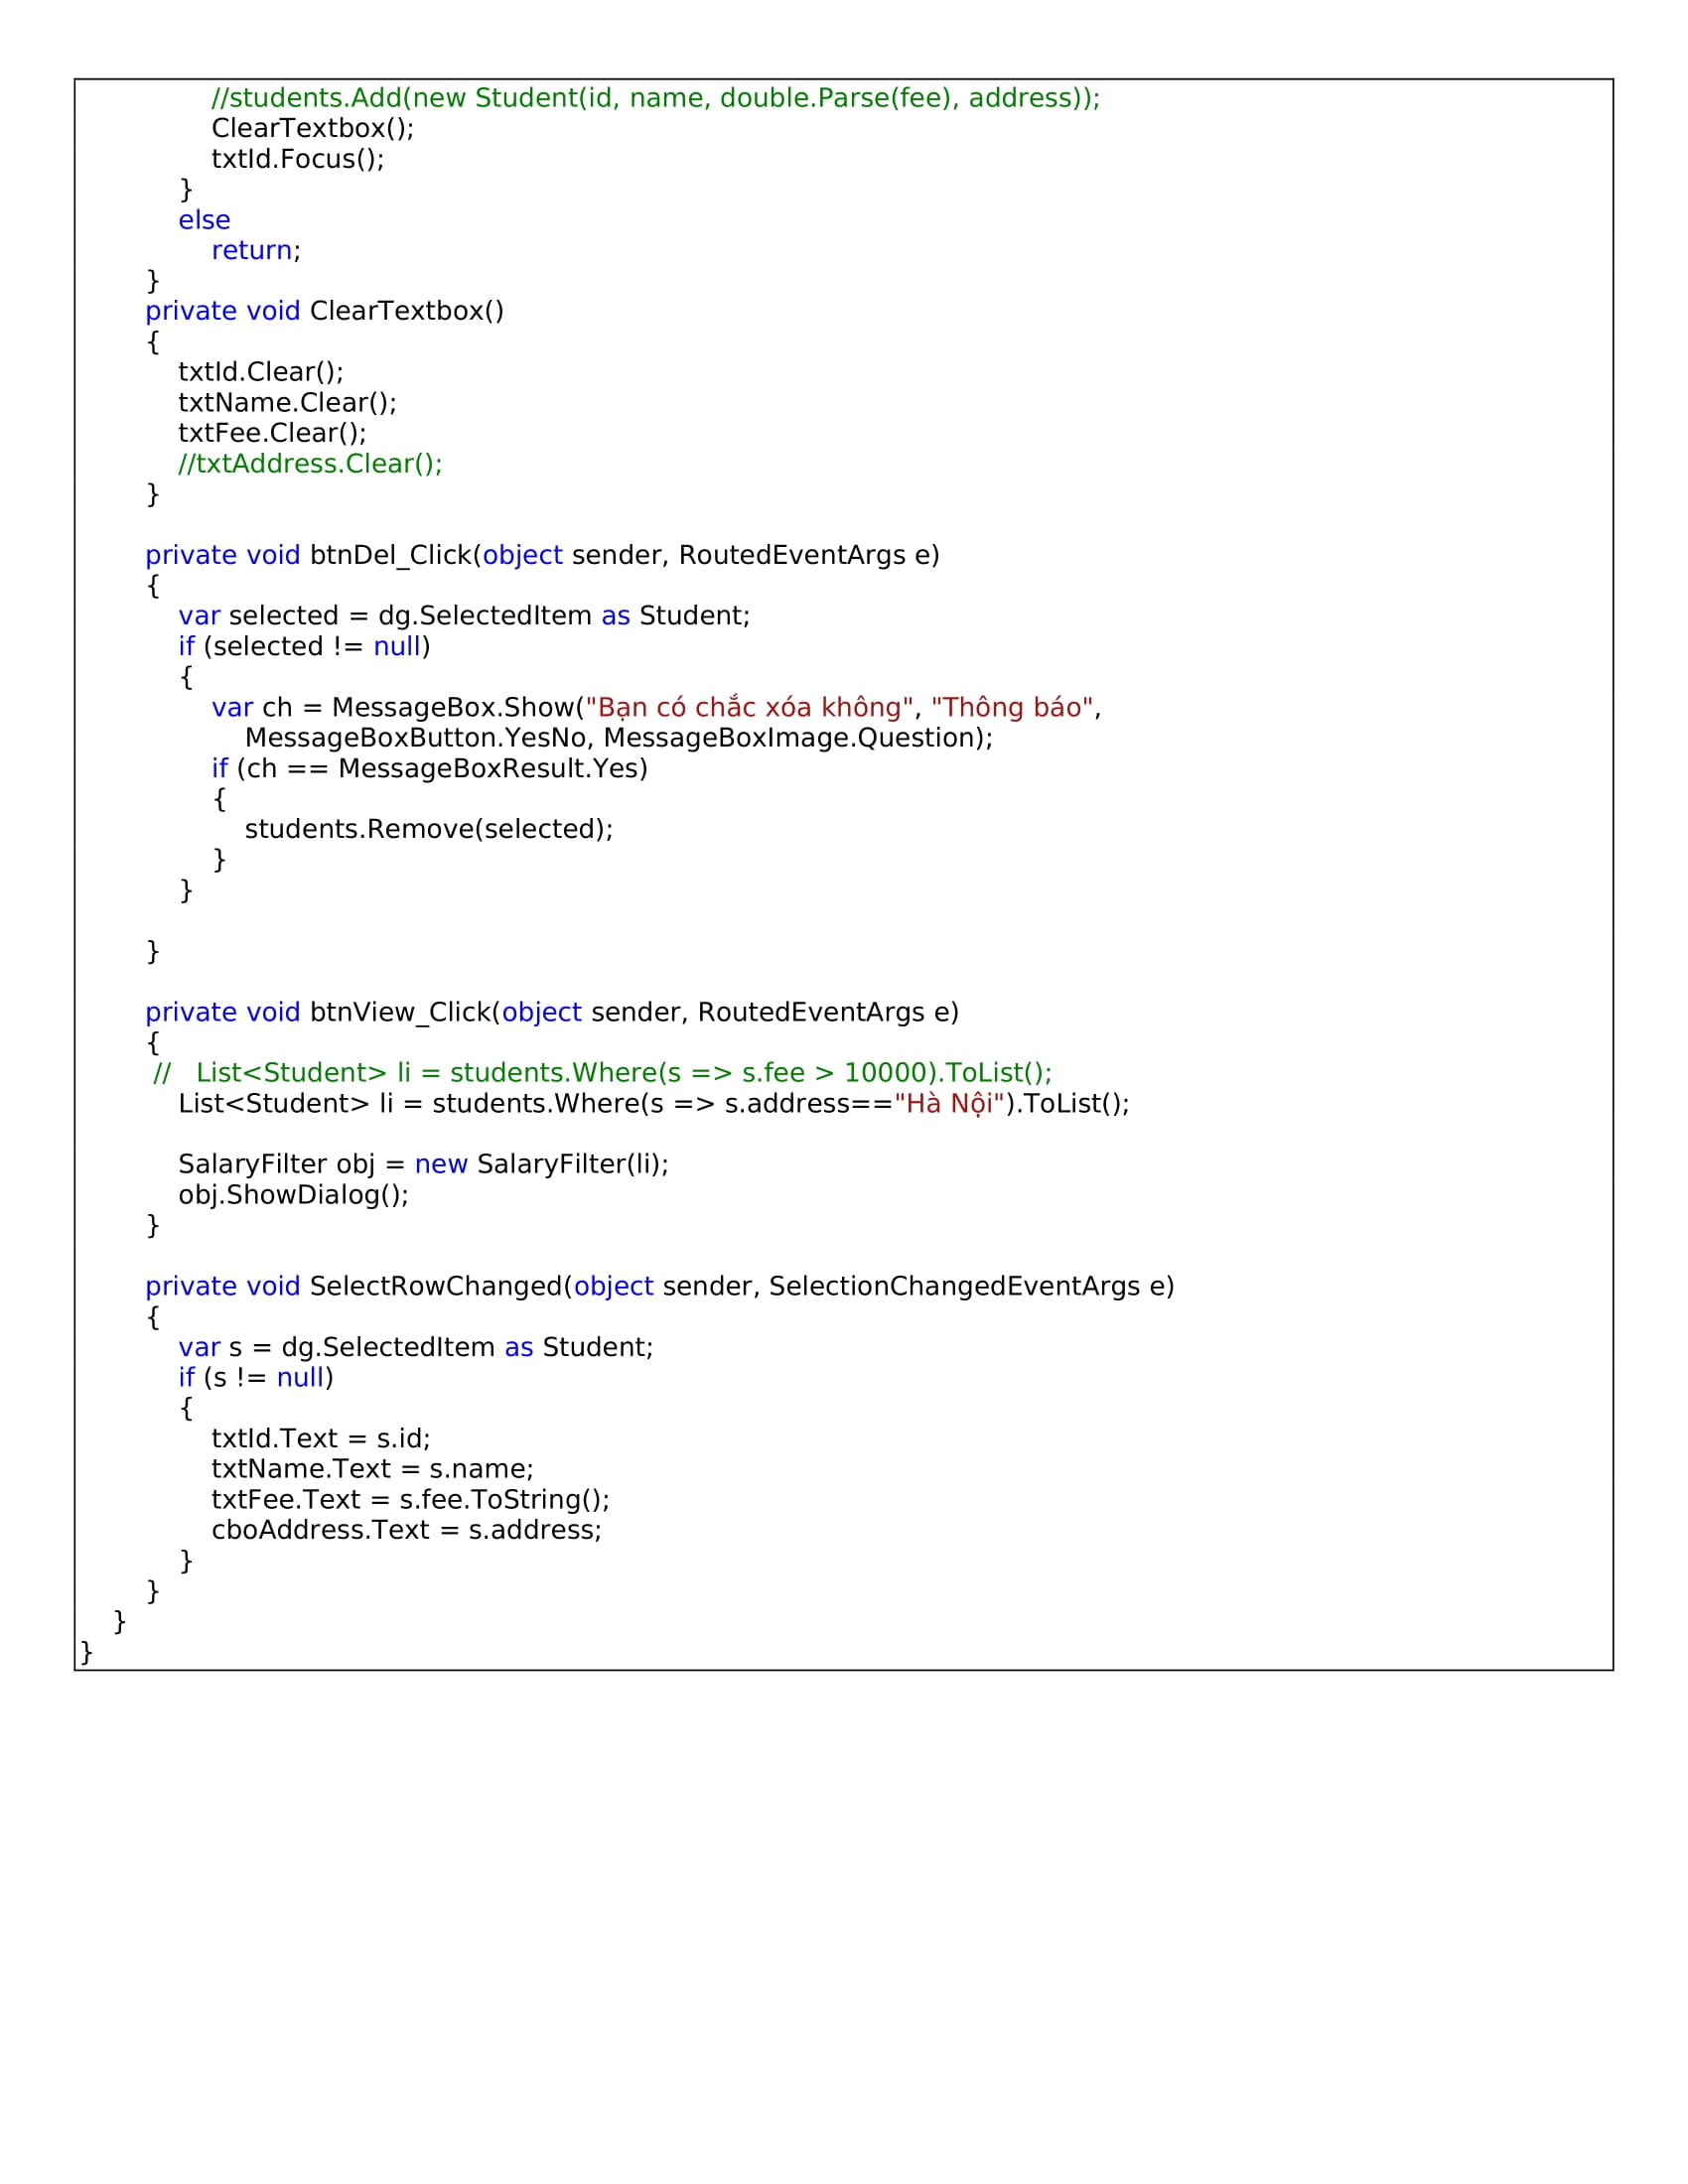 //students.Add(new Student(id, name, double.Parse(fee), address));
ClearTextbox();
txtId.Focus();
}
else
return;
}
private void ClearTextbox()
{
txtId.Clear();
txtName.Clear();
txtFee.Clear();
//txtAddress.Clear();
}
private void btnDel_Click(object sender, RoutedEventArgs e)
{
var selected = dg.SelectedItem as Student;
if (selected != null)
{
var ch = MessageBox.Show("Bạn có chắc xóa không", "Thông báo",
MessageBoxButton.YesNo, MessageBoxImage.Question);
if (ch == MessageBoxResult.Yes)
{
students.Remove(selected);
}
}
}
private void btnView_Click(object sender, RoutedEventArgs e)
{
// List<Student> li = students.Where(s => s.fee > 10000).ToList();
List<Student> li = students.Where(s => s.address=="Hà Nội").ToList();
SalaryFilter obj = new SalaryFilter(li);
obj.ShowDialog();
}
private void SelectRowChanged(object sender, SelectionChangedEventArgs e)
{
var s = dg.SelectedItem as Student;
if (s != null)
{
txtId.Text = s.id;
txtName.Text = s.name;
txtFee.Text = s.fee.ToString();
cboAddress.Text = s.address;
}
}
}
}